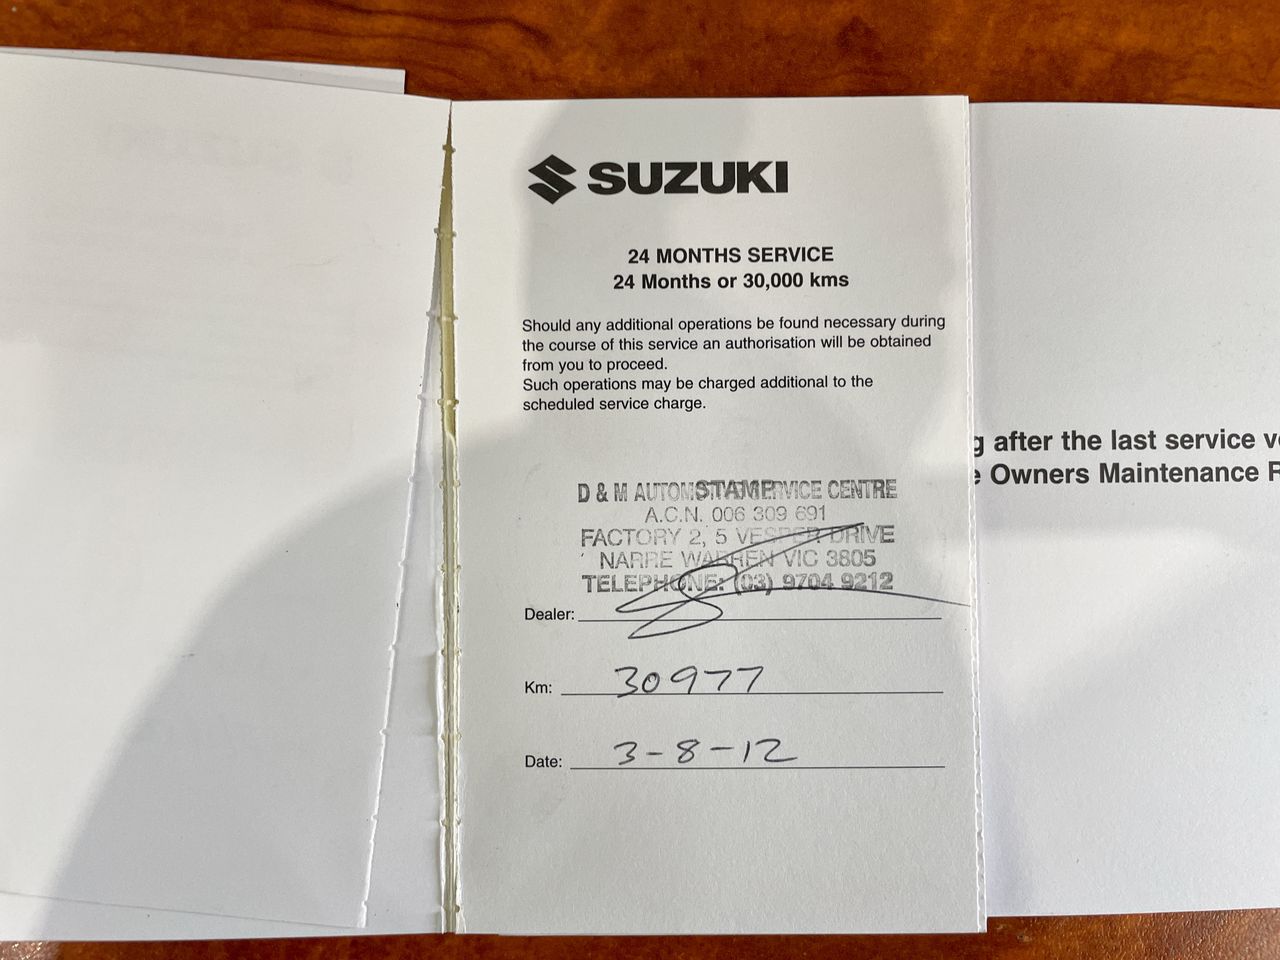 SUZUKI
24 MONTHS SERVICE
24 Months or 30,000 kms
Should any additional operations be found necessary during
the course of this service an authorisation will be obtained
from you to proceed.
Such operations may be charged additional to the
scheduled service charge.
STAMP
D & M SERVICE CENTRE
A.C.N. 006 309 691
FACTORY 2, 5 VESPER DRIVE
NARRE WARREN VIC 3805
TELEPHONE: (03) 9704 9212
Dealer:
Km: 30977
Date: 3-8-12
after the last service
Owners Maintenance